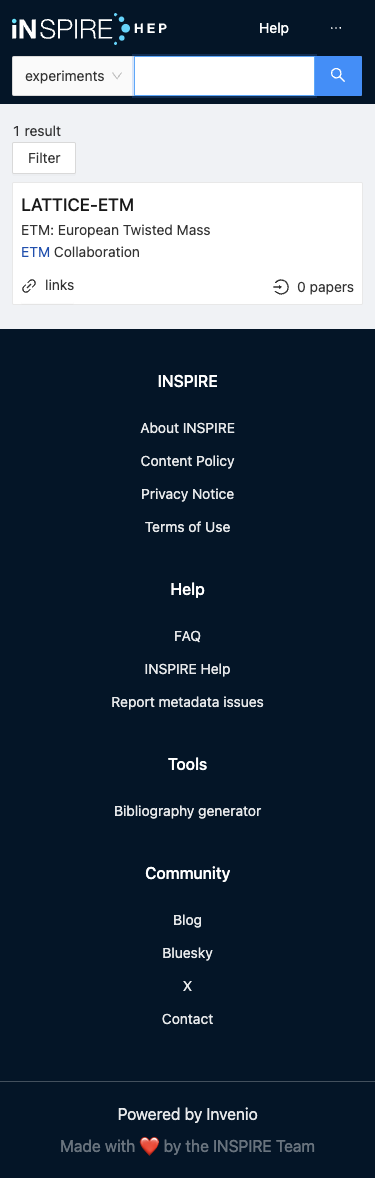 iNSPIRE HEP
Help
···
experiments
1 result
Filter
LATTICE-ETM
ETM: European Twisted Mass
ETM Collaboration
links
0 papers
INSPIRE
About INSPIRE
Content Policy
Privacy Notice
Terms of Use
Help
FAQ
INSPIRE Help
Report metadata issues
Tools
Bibliography generator
Community
Blog
Bluesky
X
Contact
Powered by Invenio
Made with ❤️ by the INSPIRE Team